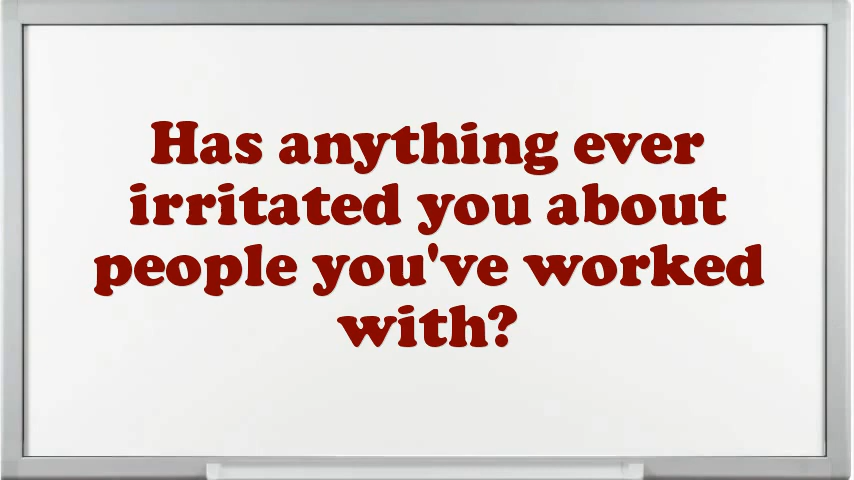 Has anything ever
irritated you about
people you've worked
with?